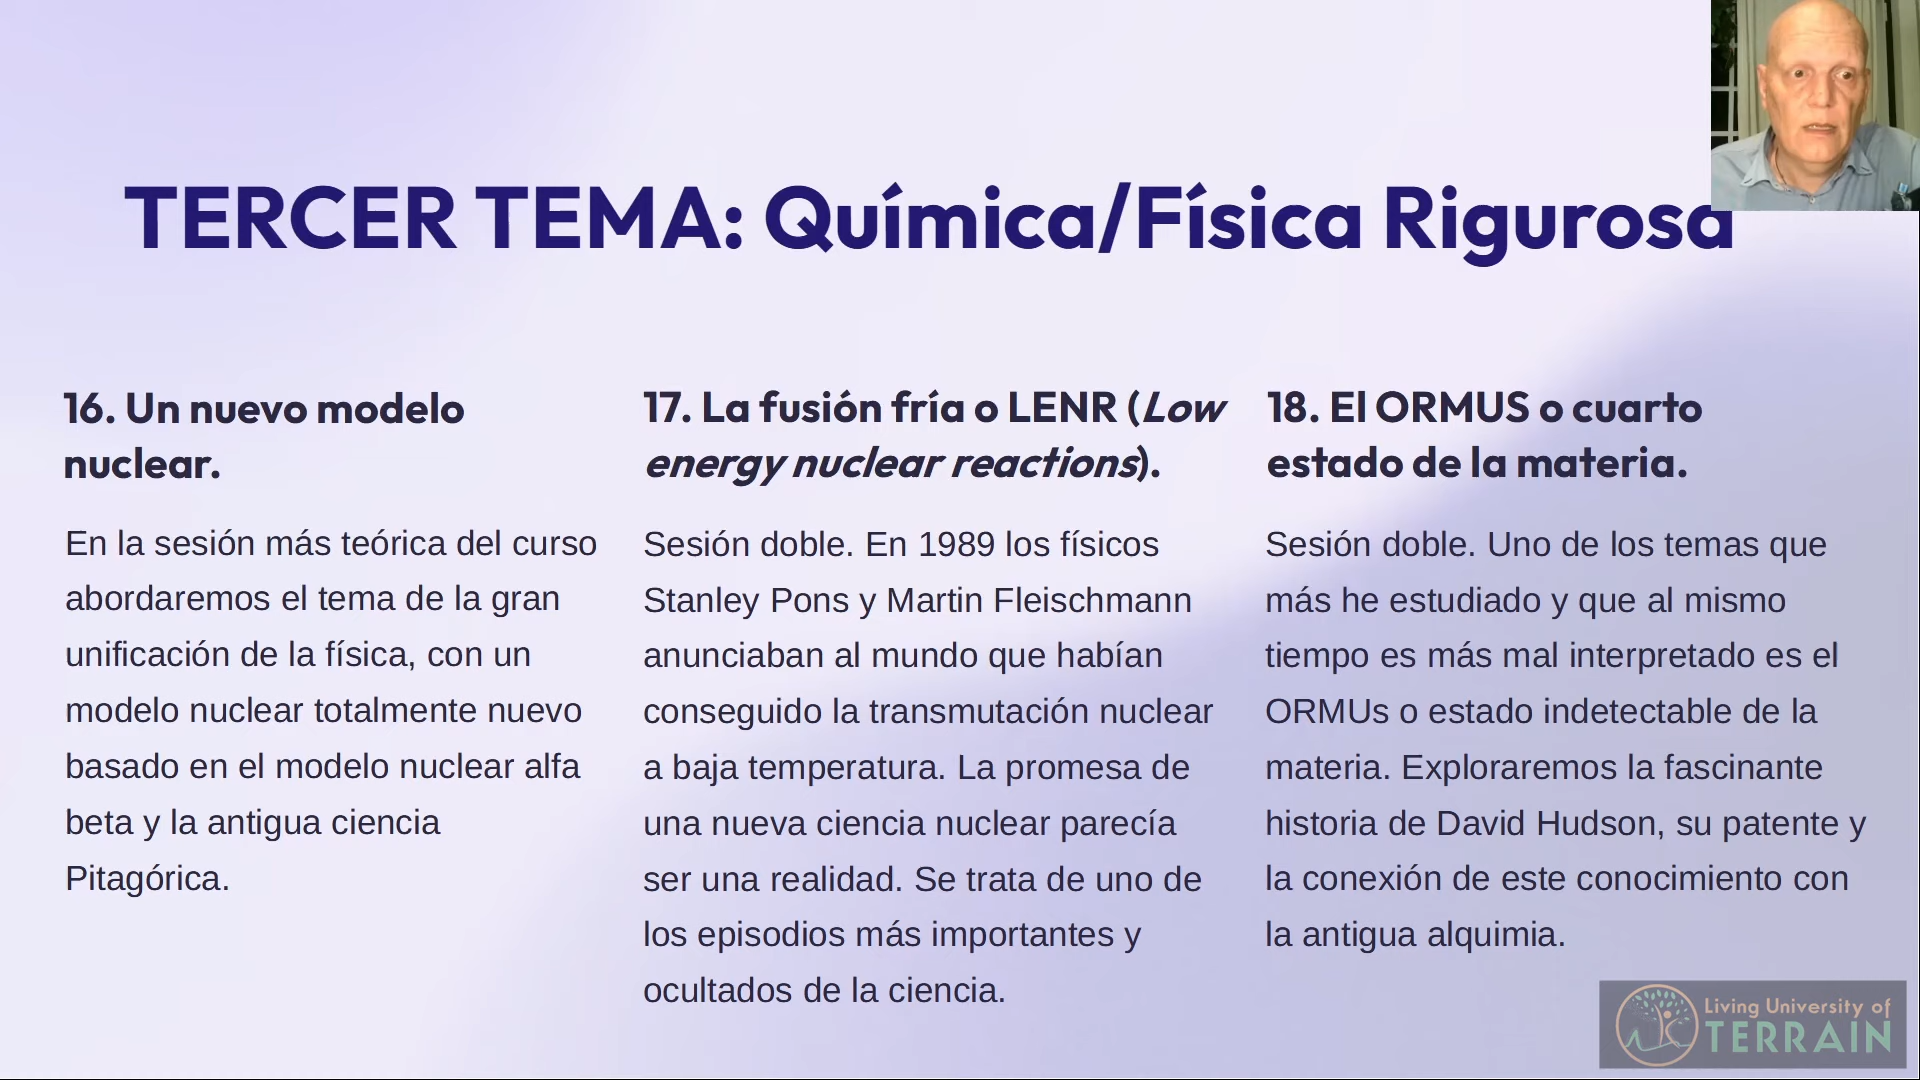 TERCER TEMA: Química/Física Rigurosa
16. Un nuevo modelo
nuclear.
En la sesión más teórica del curso
abordaremos el tema de la gran
unificación de la física, con un
modelo nuclear totalmente nuevo
basado en el modelo nuclear alfa
beta y la antigua ciencia
Pitagórica.
17. La fusión fría o LENR (Low
energy nuclear reactions).
Sesión doble. En 1989 los físicos
Stanley Pons y Martin Fleischmann
anunciaban al mundo que habían
conseguido la transmutación nuclear
a baja temperatura. La promesa de
una nueva ciencia nuclear parecía
ser una realidad. Se trata de uno de
los episodios más importantes y
ocultados de la ciencia.
18. El ORMUS o cuarto
estado de la materia.
Sesión doble. Uno de los temas que
más he estudiado y que al mismo
tiempo es más mal interpretado es el
ORMUs o estado indetectable de la
materia. Exploraremos la fascinante
historia de David Hudson, su patente y
la conexión de este conocimiento con
la antigua alquimia.
Living University of
TERRAIN